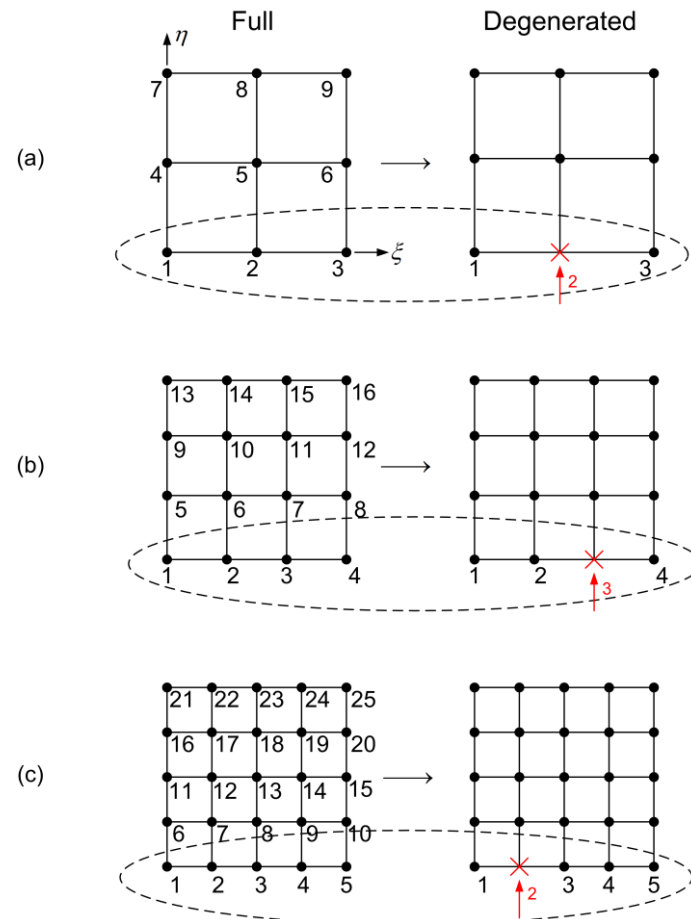 Full Degenerated
η
7 8 9
(a)
4 5 6
ξ
1 2 3 1 3
2
13 14 15 16
(b)
9 10 11 12
5 6 7 8
1 2 3 4 1 2 4
3
21 22 23 24 25
16 17 18 19 20
(c)
11 12 13 14 15
6 7 8 9 10
1 2 3 4 5 1 3 4 5
2